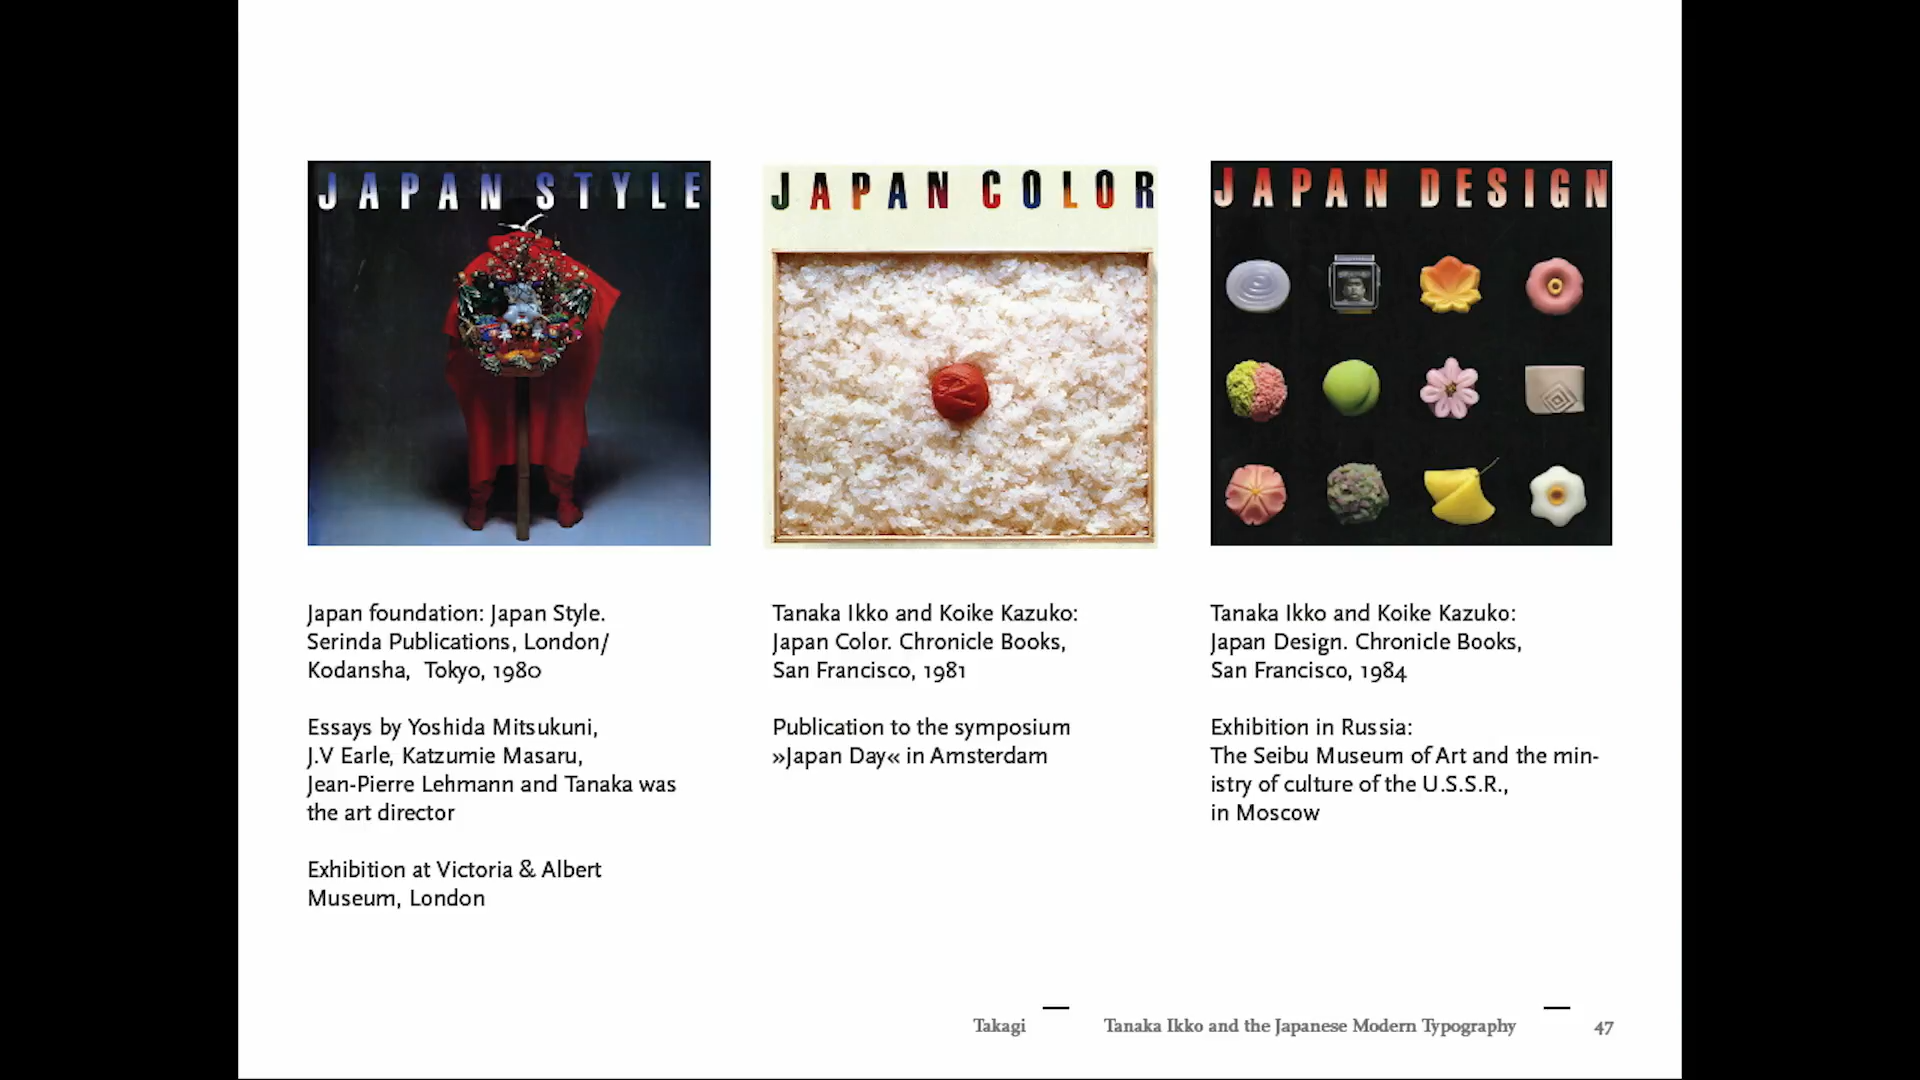 JAPAN STYLE
Japan foundation: Japan Style.
Serinda Publications, London/
Kodansha,  Tokyo, 1980
Essays by Yoshida Mitsukuni,
J.V Earle, Katzumie Masaru,
Jean-Pierre Lehmann and Tanaka was
the art director
Exhibition at Victoria & Albert
Museum, London
JAPAN COLOR
Tanaka Ikko and Koike Kazuko:
Japan Color. Chronicle Books,
San Francisco, 1981
Publication to the symposium
»Japan Day« in Amsterdam
JAPAN DESIGN
Tanaka Ikko and Koike Kazuko:
Japan Design. Chronicle Books,
San Francisco, 1984
Exhibition in Russia:
The Seibu Museum of Art and the min-
istry of culture of the U.S.S.R.,
in Moscow
Takagi — Tanaka Ikko and the Japanese Modern Typography — 47